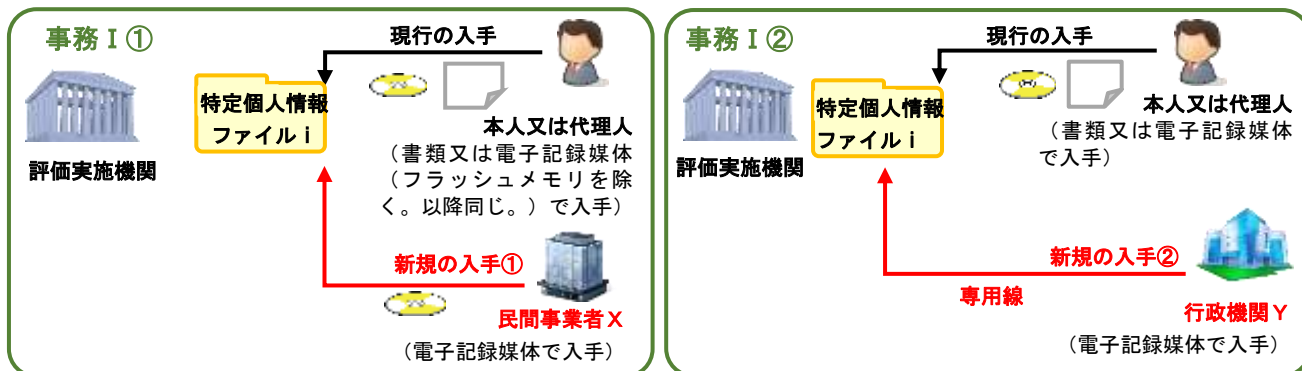 事務Ⅰ①
現行の入手
特定個人情報
ファイルⅰ
評価実施機関
本人又は代理人
（書類又は電子記録媒体
（フラッシュメモリを除
く。以降同じ。）で入手）
新規の入手①
民間事業者X
（電子記録媒体で入手）
事務Ⅰ②
現行の入手
特定個人情報
ファイルⅰ
評価実施機関
本人又は代理人
（書類又は電子記録媒体
で入手）
新規の入手②
専用線
行政機関Y
（電子記録媒体で入手）